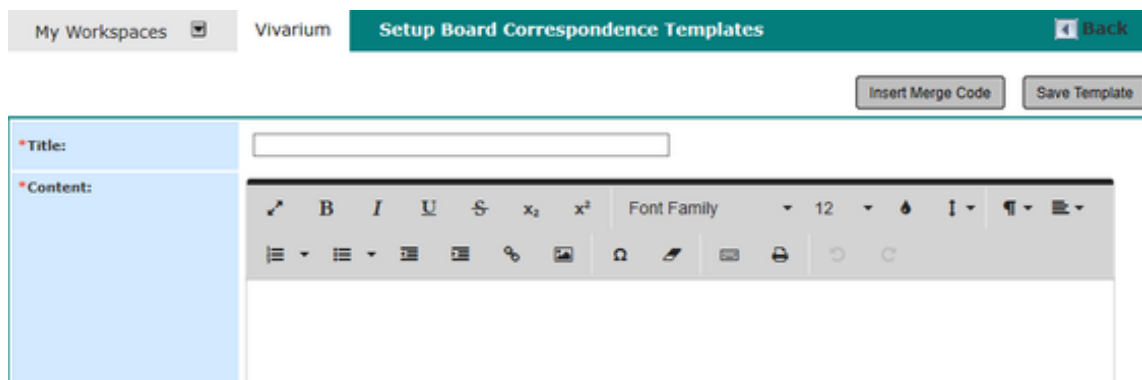 My Workspaces Vivarium Setup Board Correspondence Templates Back
Insert Merge Code Save Template
*Title:
*Content:
B I U S x₂ x² Font Family 12 ¶
Ω